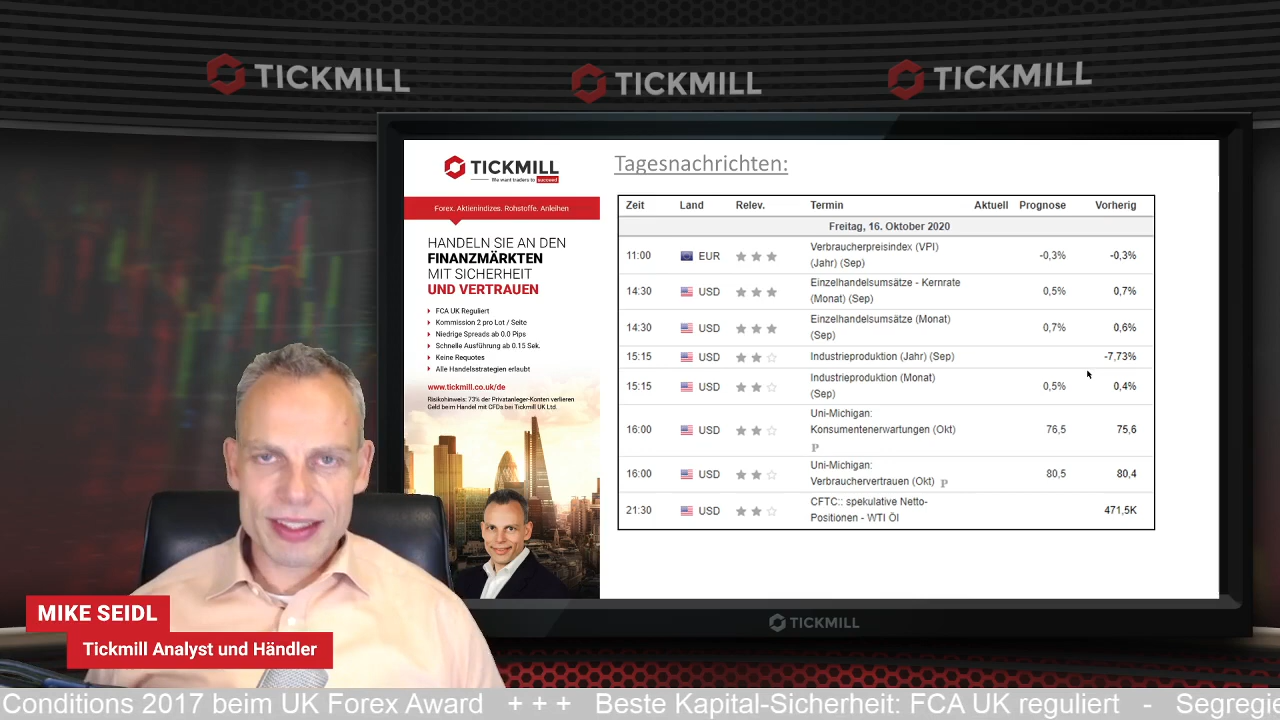 TICKMILL
TICKMILL
TICKMILL
TICKMILL
We want traders to succeed
Forex. Aktienindizes. Rohstoffe. Anleihen
HANDELN SIE AN DEN
FINANZMÄRKTEN
MIT SICHERHEIT
UND VERTRAUEN
FCA UK Reguliert
Kommission 2 pro Lot / Seite
Niedrige Spreads ab 0.0 Pips
Schnelle Ausführung ab 0.15 Sek.
Keine Requotes
Alle Handelsstrategien erlaubt
www.tickmill.co.uk/de
Risikohinweis: 73% der Privatanleger-Konten verlieren
Geld beim Handel mit CFDs bei Tickmill UK Ltd.
Tagesnachrichten:
Zeit Land Relev. Termin Aktuell Prognose Vorherig
Freitag, 16. Oktober 2020
11:00 EUR Verbraucherpreisindex (VPI) -0,3% -0,3%
(Jahr) (Sep)
14:30 USD Einzelhandelsumsätze - Kernrate 0,5% 0,7%
(Monat) (Sep)
14:30 USD Einzelhandelsumsätze (Monat) 0,7% 0,6%
(Sep)
15:15 USD Industrieproduktion (Jahr) (Sep) -7,73%
15:15 USD Industrieproduktion (Monat) 0,5% 0,4%
(Sep)
16:00 USD Uni-Michigan: 76,5 75,6
Konsumentenerwartungen (Okt)
P
16:00 USD Uni-Michigan: 80,5 80,4
Verbrauchervertrauen (Okt) P
21:30 USD CFTC:: spekulative Netto- 471,5K
Positionen - WTI Öl
TICKMILL
MIKE SEIDL
Tickmill Analyst und Händler
Conditions 2017 beim UK Forex Award + + + Beste Kapital-Sicherheit: FCA UK reguliert - Segregie